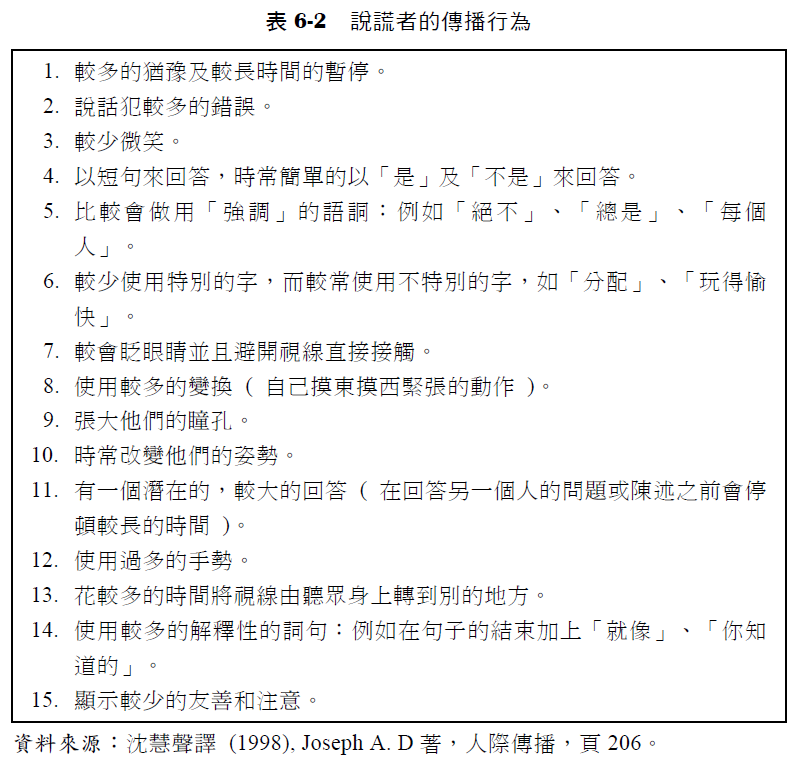 表 6-2 說謊者的傳播行為
1. 較多的猶豫及較長時間的暫停。
2. 說話犯較多的錯誤。
3. 較少微笑。
4. 以短句來回答，時常簡單的以「是」及「不是」來回答。
5. 比較會做用「強調」的語詞：例如「絕不」、「總是」、「每個
人」。
6. 較少使用特別的字，而較常使用不特別的字，如「分配」、「玩得愉
快」。
7. 較會眨眼睛並且避開視線直接接觸。
8. 使用較多的變換 ( 自己摸東摸西緊張的動作 )。
9. 張大他們的瞳孔。
10. 時常改變他們的姿勢。
11. 有一個潛在的，較大的回答 ( 在回答另一個人的問題或陳述之前會停
頓較長的時間 )。
12. 使用過多的手勢。
13. 花較多的時間將視線由聽眾身上轉到別的地方。
14. 使用較多的解釋性的詞句：例如在句子的結束加上「就像」、「你知
道的」。
15. 顯示較少的友善和注意。
資料來源：沈慧聲譯 (1998), Joseph A. D 著，人際傳播，頁 206。